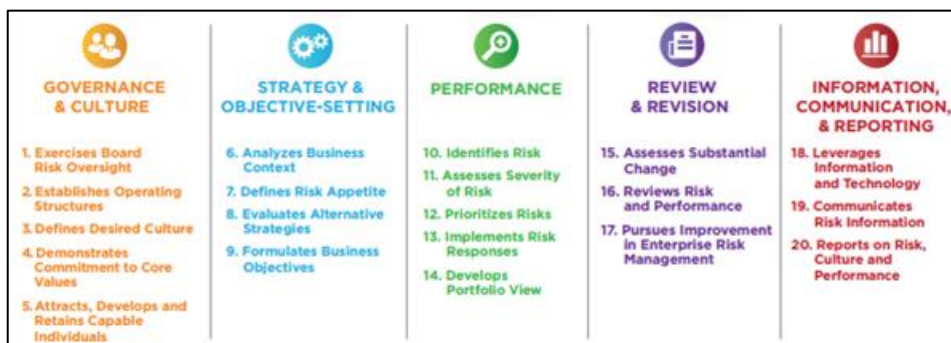 GOVERNANCE
& CULTURE
1. Exercises Board
Risk Oversight
2. Establishes Operating
Structures
3. Defines Desired Culture
4. Demonstrates
Commitment to Core
Values
5. Attracts, Develops and
Retains Capable
Individuals
STRATEGY &
OBJECTIVE-SETTING
6. Analyzes Business
Context
7. Defines Risk Appetite
8. Evaluates Alternative
Strategies
9. Formulates Business
Objectives
PERFORMANCE
10. Identifies Risk
11. Assesses Severity
of Risk
12. Prioritizes Risks
13. Implements Risk
Responses
14. Develops
Portfolio View
REVIEW
& REVISION
15. Assesses Substantial
Change
16. Reviews Risk
and Performance
17. Pursues Improvement
in Enterprise Risk
Management
INFORMATION,
COMMUNICATION,
& REPORTING
18. Leverages
Information
and Technology
19. Communicates
Risk Information
20. Reports on Risk,
Culture and
Performance